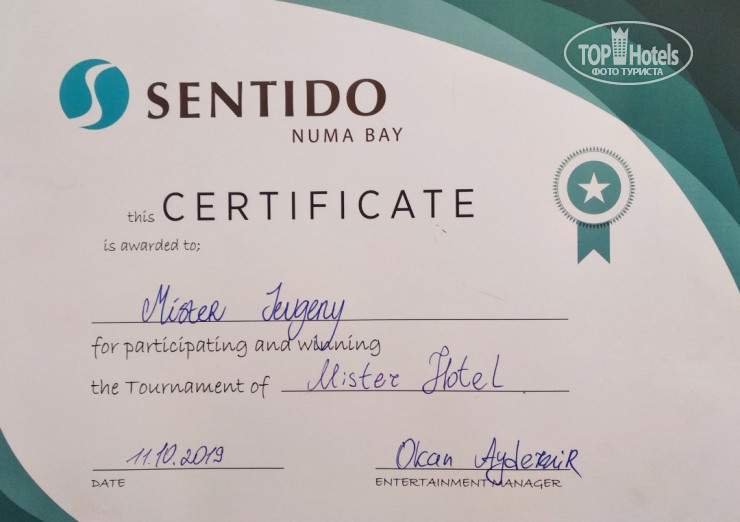 TOP Hotels
ФОТО ТУРИСТА
SENTIDO
NUMA BAY
this CERTIFICATE
is awarded to;
Mister Jevgeny
for participating and winning
the Tournament of Mister Hotel
11.10.2019 Okan Aydemir
DATE ENTERTAINMENT MANAGER